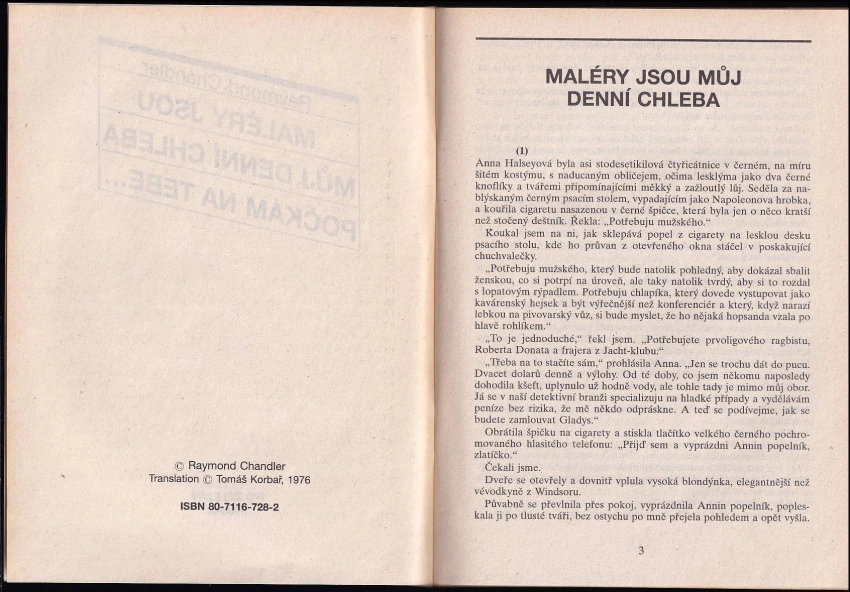 Raymond Chandler
MALÉRY JSOU
MŮJ DENNÍ CHLEBA
POČKÁM NA TEBE...
© Raymond Chandler
Translation © Tomáš Korbař, 1976
ISBN 80-7116-728-2
MALÉRY JSOU MŮJ
DENNÍ CHLEBA
(1)
Anna Halseyová byla asi stodesetikilová čtyřicátnice v černém, na míru
šitém kostýmu, s naducaným obličejem, očima lesklýma jako dva černé
knoflíky a tvářemi připomínajícími měkký a zažloutlý lůj. Seděla za na-
blýskaným černým psacím stolem, vypadajícím jako Napoleonova hrobka,
a kouřila cigaretu nasazenou v černé špičce, která byla jen o něco kratší
než stočený deštník. Řekla: „Potřebuju mužského.“
Koukal jsem na ni, jak sklepává popel z cigarety na lesklou desku
psacího stolu, kde ho průvan z otevřeného okna stáčel v poskakující
chuchvalečky.
„Potřebuju mužského, který bude natolik pohledný, aby dokázal sbalit
ženskou, co si potrpí na úroveň, ale taky natolik tvrdý, aby si to rozdal
s lopatovým rýpadlem. Potřebuju chlapíka, který dovede vystupovat jako
kavárenský hejsek a být výřečnější než konferenciér a který, když narazí
lebkou na pivovarský vůz, si bude myslet, že ho nějaká hopsanda vzala po
hlavě rohlíkem.“
„To je jednoduché,“ řekl jsem. „Potřebujete prvoligového ragbistu,
Roberta Donata a frajera z Jacht-klubu.“
„Třeba na to stačíte sám,“ prohlásila Anna. „Jen se trochu dát do pucu.
Dvacet dolarů denně a výlohy. Od té doby, co jsem někomu naposledy
dohodila kšeft, uplynulo už hodně vody, ale tohle tady je mimo můj obor.
Já se v naší detektivní branži specializuju na hladké případy a vydělávám
peníze bez rizika, že mě někdo odpráskne. A teď se podívejme, jak se
budete zamlouvat Gladys.“
Obrátila špičku na cigarety a stiskla tlačítko velkého černého pochro-
movaného hlasitého telefonu: „Přijď sem a vyprázdni Annin popelník,
zlatíčko.“
Čekali jsme.
Dveře se otevřely a dovnitř vplula vysoká blondýnka, elegantnější než
vévodkyně z Windsoru.
Půvabně se převlnila přes pokoj, vyprázdnila Annin popelník, poples-
kala ji po tlusté tváři, bez ostychu po mně přejela pohledem a opět vyšla.
3